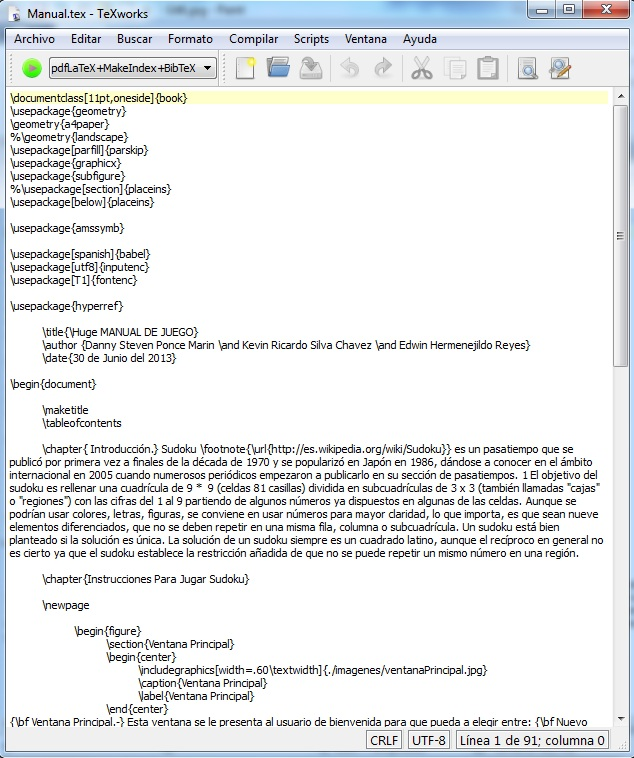 Manual.tex - TeXworks
Archivo Editar Buscar Formato Compilar Scripts Ventana Ayuda
pdfLaTeX+MakeIndex+BibTeX
\documentclass[11pt,oneside]{book}
\usepackage{geometry}
\geometry{a4paper}
%\geometry{landscape}
\usepackage[parfill]{parskip}
\usepackage{graphicx}
\usepackage{subfigure}
%\usepackage[section]{placeins}
\usepackage[below]{placeins}
\usepackage{amssymb}
\usepackage[spanish]{babel}
\usepackage[utf8]{inputenc}
\usepackage[T1]{fontenc}
\usepackage{hyperref}
\title{\Huge MANUAL DE JUEGO}
\author {Danny Steven Ponce Marin \and Kevin Ricardo Silva Chavez \and Edwin Hermenejildo Reyes}
\date{30 de Junio del 2013}
\begin{document}
\maketitle
\tableofcontents
\chapter{ Introducción.} Sudoku \footnote{\url{http://es.wikipedia.org/wiki/Sudoku}} es un pasatiempo que se
publicó por primera vez a finales de la década de 1970 y se popularizó en Japón en 1986, dándose a conocer en el ámbito
internacional en 2005 cuando numerosos periódicos empezaron a publicarlo en su sección de pasatiempos. 1 El objetivo del
sudoku es rellenar una cuadrícula de 9 * 9 (celdas 81 casillas) dividida en subcuadrículas de 3 x 3 (también llamadas "cajas"
o "regiones") con las cifras del 1 al 9 partiendo de algunos números ya dispuestos en algunas de las celdas. Aunque se
podrían usar colores, letras, figuras, se conviene en usar números para mayor claridad, lo que importa, es que sean nueve
elementos diferenciados, que no se deben repetir en una misma fila, columna o subcuadrícula. Un sudoku está bien
planteado si la solución es única. La solución de un sudoku siempre es un cuadrado latino, aunque el recíproco en general no
es cierto ya que el sudoku establece la restricción añadida de que no se puede repetir un mismo número en una región.
\chapter{Instrucciones Para Jugar Sudoku}
\newpage
\begin{figure}
\section{Ventana Principal}
\begin{center}
\includegraphics[width=.60\textwidth]{./imagenes/ventanaPrincipal.jpg}
\caption{Ventana Principal}
\label{Ventana Principal}
\end{center}
{\bf Ventana Principal.-} Esta ventana se le presenta al usuario de bienvenida para que pueda a elegir entre: {\bf Nuevo
CRLF UTF-8 Línea 1 de 91; columna 0